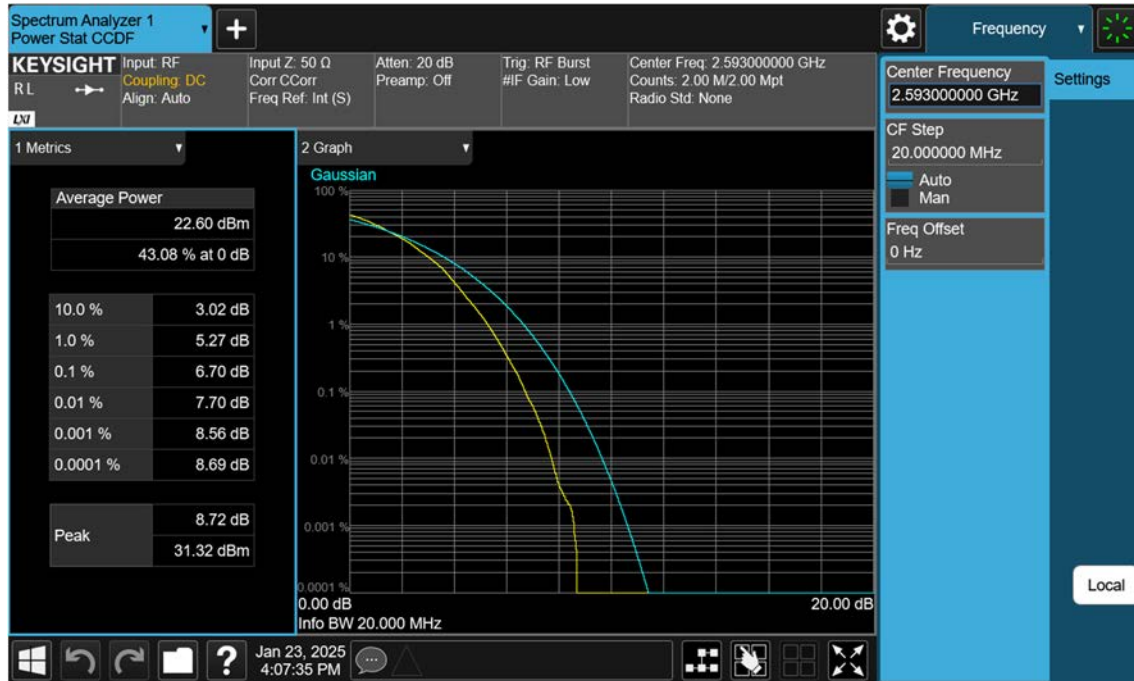 Spectrum Analyzer 1
Power Stat CCDF
+
Frequency
KEYSIGHT
R L
LXI
Input: RF
Coupling: DC
Align: Auto
Input Z: 50 Ω
Corr CCorr
Freq Ref: Int (S)
Atten: 20 dB
Preamp: Off
Trig: RF Burst
#IF Gain: Low
Center Freq: 2.593000000 GHz
Counts: 2.00 M/2.00 Mpt
Radio Std: None
Center Frequency
2.593000000 GHz
Settings
CF Step
20.000000 MHz
Auto
Man
Freq Offset
0 Hz
Local
1 Metrics
Average Power
22.60 dBm
43.08 % at 0 dB
10.0 % 3.02 dB
1.0 % 5.27 dB
0.1 % 6.70 dB
0.01 % 7.70 dB
0.001 % 8.56 dB
0.0001 % 8.69 dB
Peak
8.72 dB
31.32 dBm
2 Graph
Gaussian
100 %
10 %
1 %
0.1 %
0.01 %
0.001 %
0.0001 %
0.00 dB 20.00 dB
Info BW 20.000 MHz
?
Jan 23, 2025
4:07:35 PM